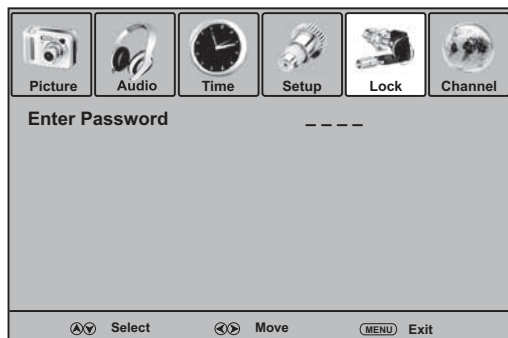 Picture Audio Time Setup Lock Channel
Enter Password _ _ _ _
Select Move MENU Exit